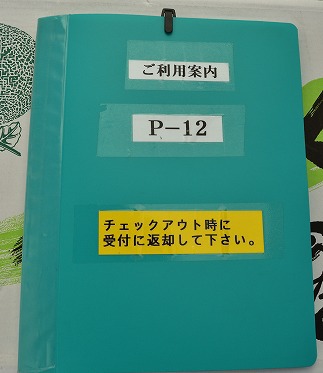 ご利用案内
P-12
チェックアウト時に
受付に返却して下さい。